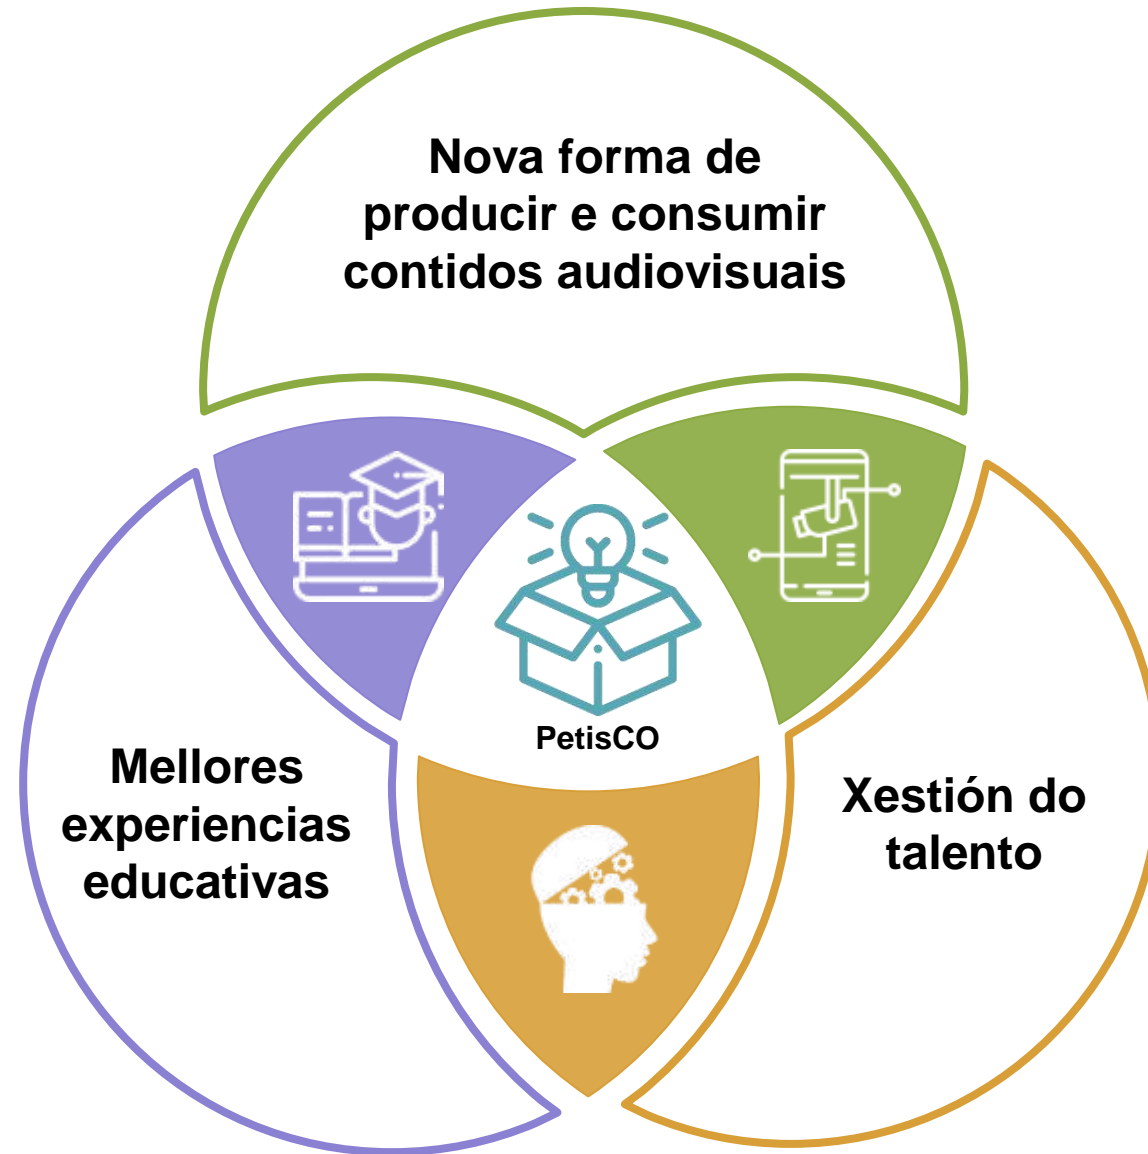 Nova forma de
producir e consumir
contidos audiovisuais
PetisCO
Mellores
experiencias
educativas
Xestión do
talento